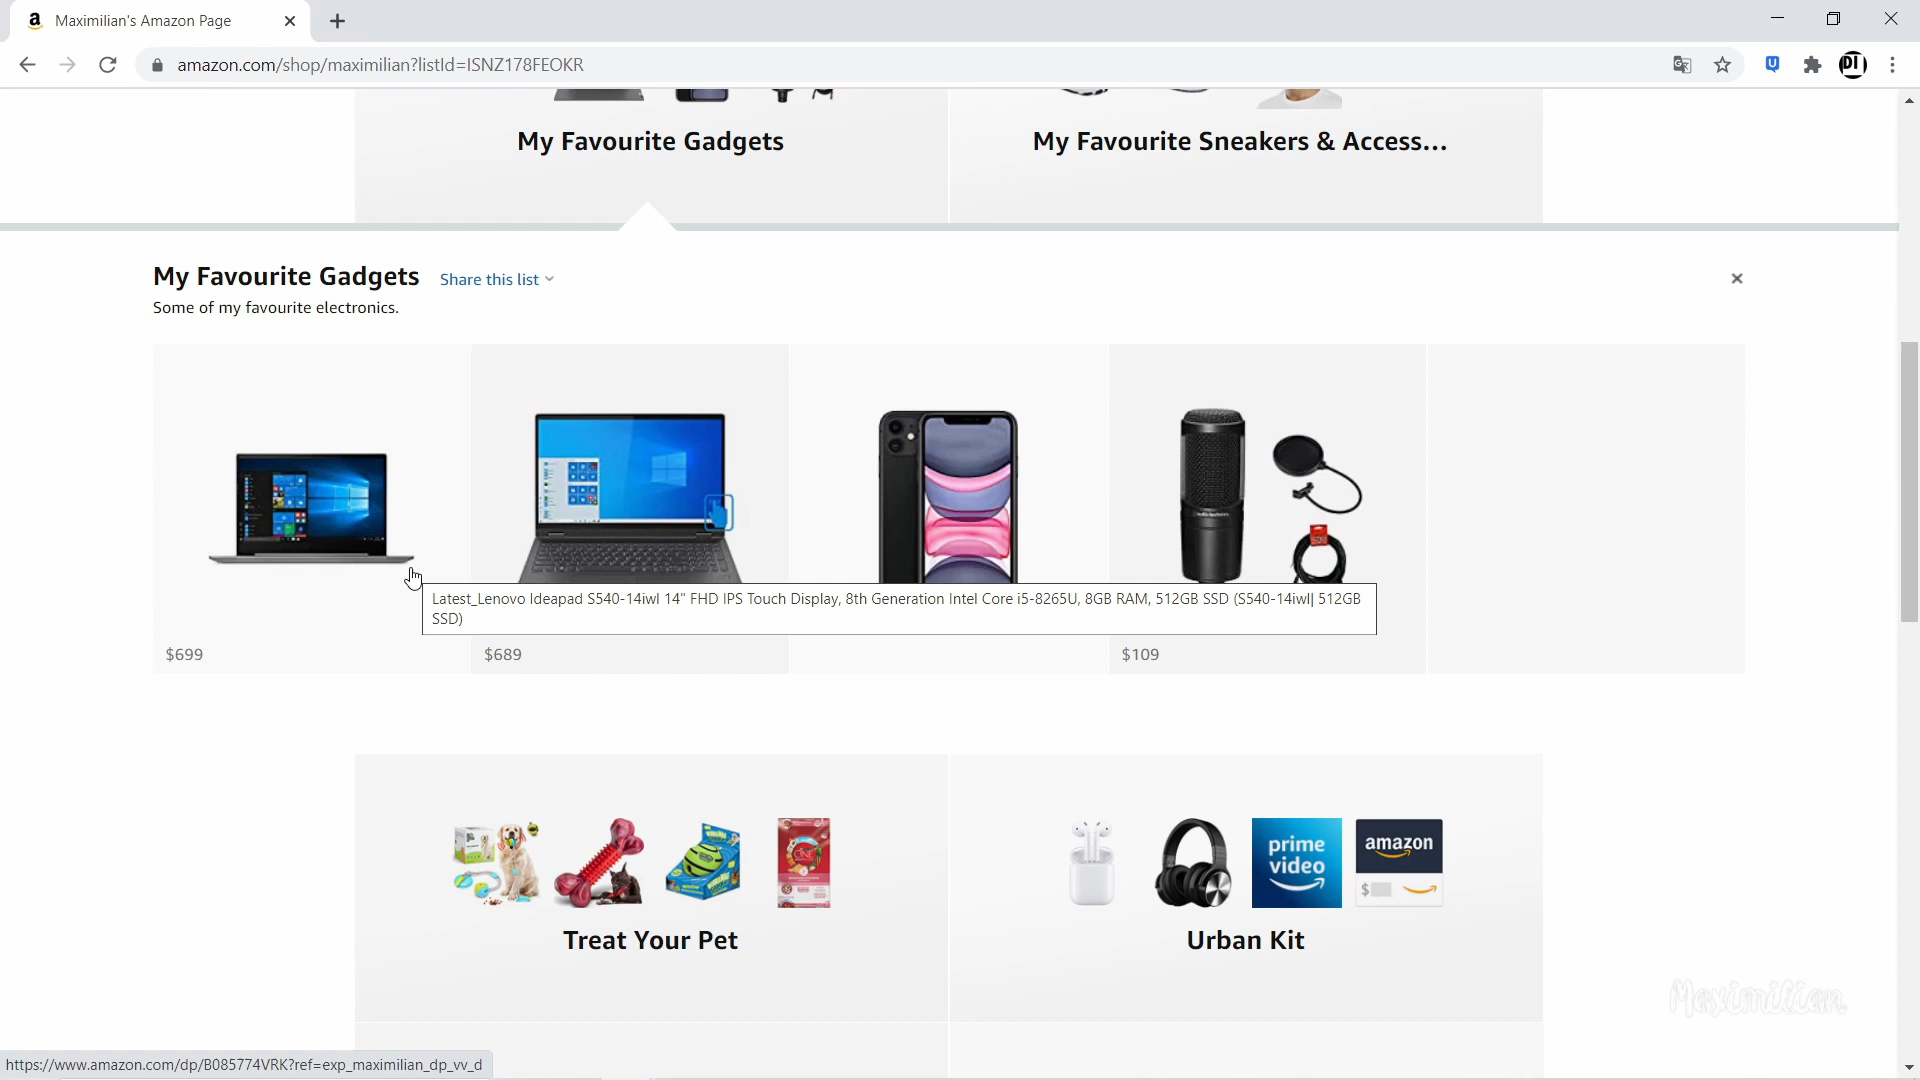 Maximilian's Amazon Page
amazon.com/shop/maximilian?listId=ISNZ178FEOKR
My Favourite Gadgets
My Favourite Sneakers & Access...
My Favourite Gadgets
Share this list
Some of my favourite electronics.
Latest_Lenovo Ideapad S540-14iwl 14" FHD IPS Touch Display, 8th Generation Intel Core i5-8265U, 8GB RAM, 512GB SSD (S540-14iwl| 512GB
SSD)
$699
$689
$109
ONE
prime
video
amazon
$
Treat Your Pet
Urban Kit
Maximilian
https://www.amazon.com/dp/B085774VRK?ref=exp_maximilian_dp_vv_d